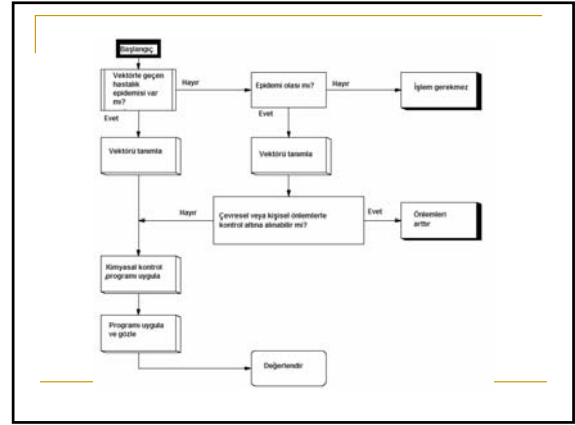 Başlangıç
Vektörle geçen
hastalık
epidemisi var
mı?
Hayır
Epidemi olası mı?
Hayır
İşlem gerekmez
Evet
Evet
Vektörü tanımla
Vektörü tanımla
Hayır
Çevresel veya kişisel önlemlerle
kontrol altına alınabilir mi?
Evet
Önlemleri
arttır
Kimyasal kontrol
programı uygula
Programı uygula
ve gözle
Değerlendir